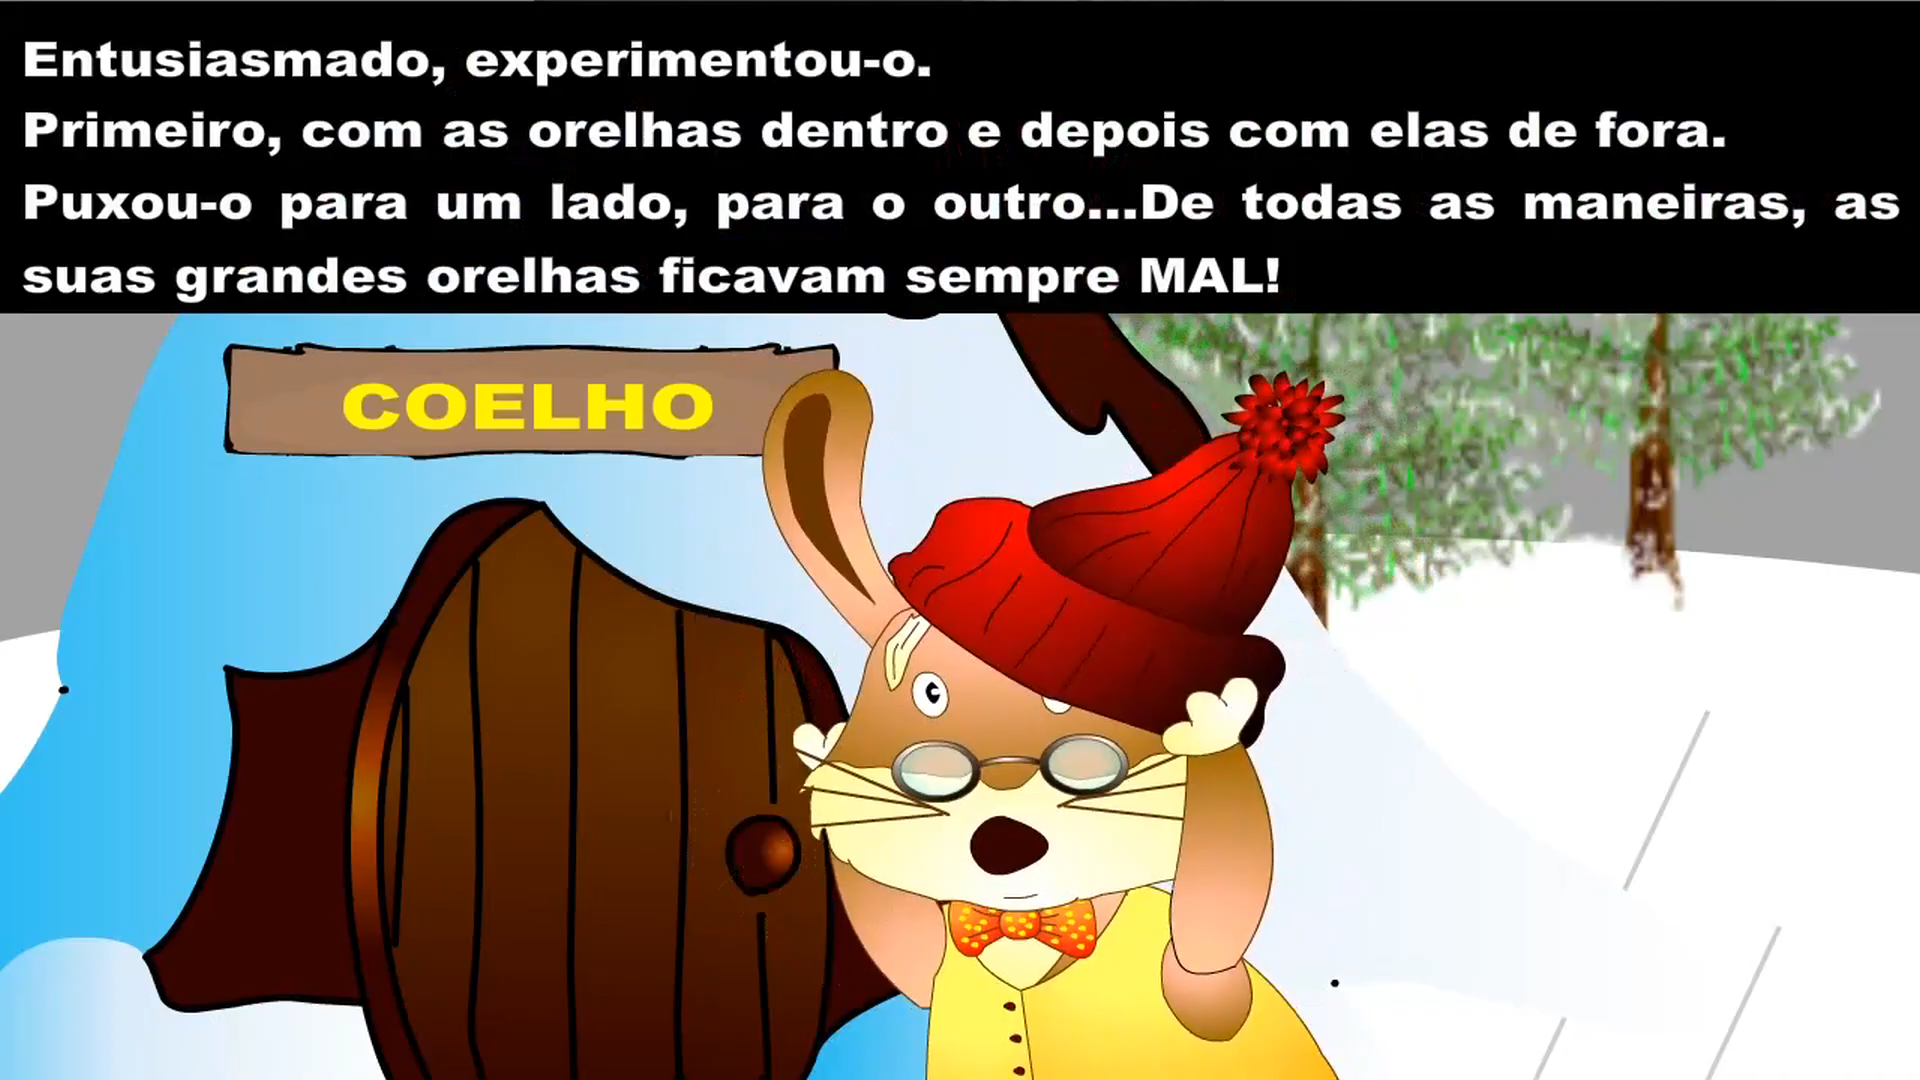 Entusiasmado, experimentou-o.
Primeiro, com as orelhas dentro e depois com elas de fora.
Puxou-o para um lado, para o outro...De todas as maneiras, as
suas grandes orelhas ficavam sempre MAL!
COELHO